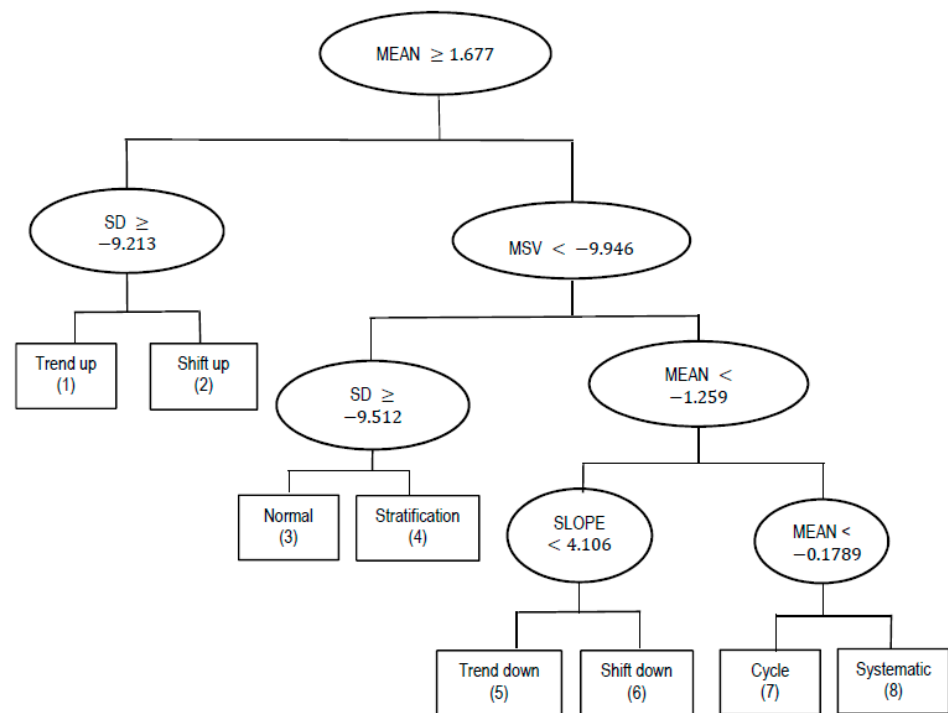 MEAN ≥ 1.677
SD ≥
−9.213
MSV < −9.946
Trend up
(1)
Shift up
(2)
SD ≥
−9.512
MEAN <
−1.259
Normal
(3)
Stratification
(4)
SLOPE
< 4.106
MEAN <
−0.1789
Trend down
(5)
Shift down
(6)
Cycle
(7)
Systematic
(8)